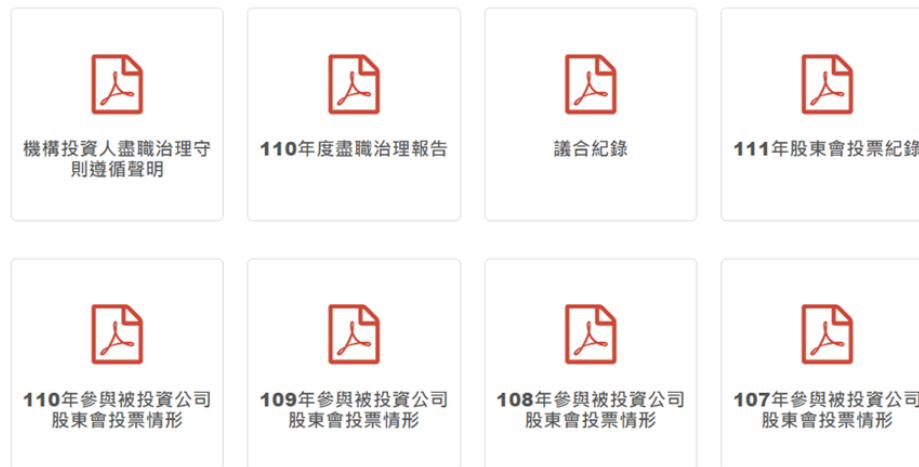 機構投資人盡職治理守
則遵循聲明
110年度盡職治理報告
議合紀錄
111年股東會投票紀錄
110年參與被投資公司
股東會投票情形
109年參與被投資公司
股東會投票情形
108年參與被投資公司
股東會投票情形
107年參與被投資公司
股東會投票情形